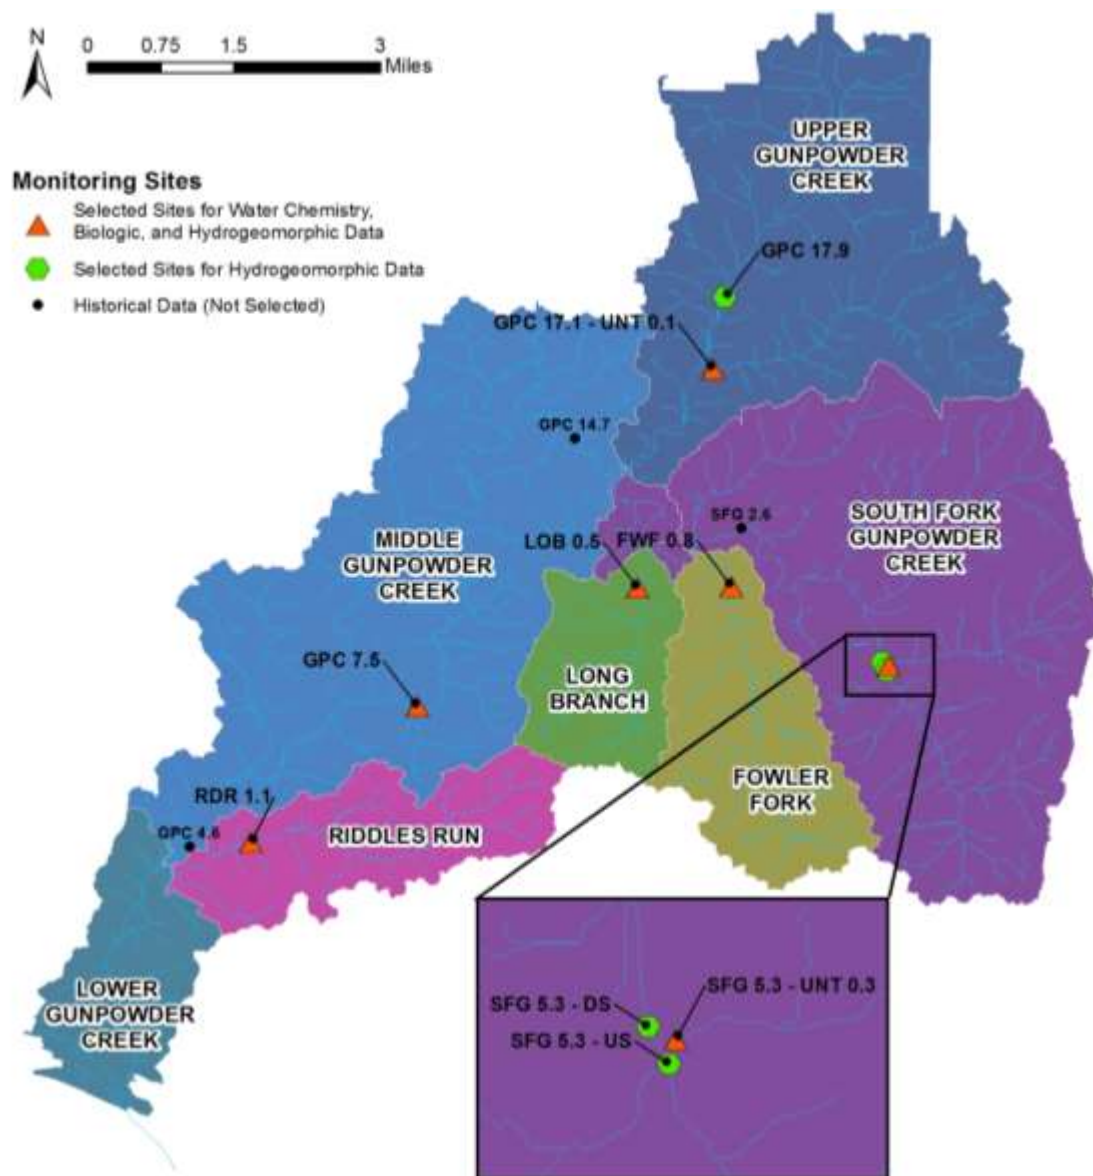 N
0 0.75 1.5 3
Miles
Monitoring Sites
Selected Sites for Water Chemistry,
Biologic, and Hydrogeomorphic Data
Selected Sites for Hydrogeomorphic Data
Historical Data (Not Selected)
UPPER
GUNPOWDER
CREEK
GPC 17.9
GPC 17.1 - UNT 0.1
GPC 14.7
SFG 2.6
SOUTH FORK
GUNPOWDER
CREEK
MIDDLE
GUNPOWDER
CREEK
LOB 0.5
FWF 0.8
GPC 7.5
LONG
BRANCH
FOWLER
FORK
RDR 1.1
RIDDLES RUN
GPC 4.6
LOWER
GUNPOWDER
CREEK
SFG 5.3 - UNT 0.3
SFG 5.3 - DS
SFG 5.3 - US